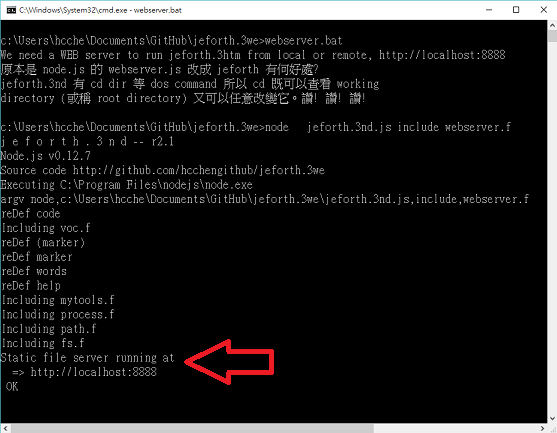 C:\Windows\System32\cmd.exe - webserver.bat
c:\Users\hcche\Documents\GitHub\jeforth.3we>webserver.bat
We need a WEB server to run jeforth.3htm from local or remote, http://localhost:8888
原本是 node.js 的 webserver.js 改成 jeforth 有何好處?
jeforth.3nd 有 cd dir 等 dos command 所以 cd 既可以查看 working
directory (或稱 root directory) 又可以任意改變它。讚! 讚! 讚!
c:\Users\hcche\Documents\GitHub\jeforth.3we>node   jeforth.3nd.js include webserver.f
j e f o r t h . 3 n d -- r2.1
Node.js v0.12.7
Source code http://github.com/hcchengithub/jeforth.3we
Executing C:\Program Files\nodejs\node.exe
argv node,c:\Users\hcche\Documents\GitHub\jeforth.3we\jeforth.3nd.js,include,webserver.f
reDef code
Including voc.f
reDef (marker)
reDef marker
reDef words
reDef help
Including mytools.f
Including process.f
Including path.f
Including fs.f
Static file server running at
  => http://localhost:8888
 OK